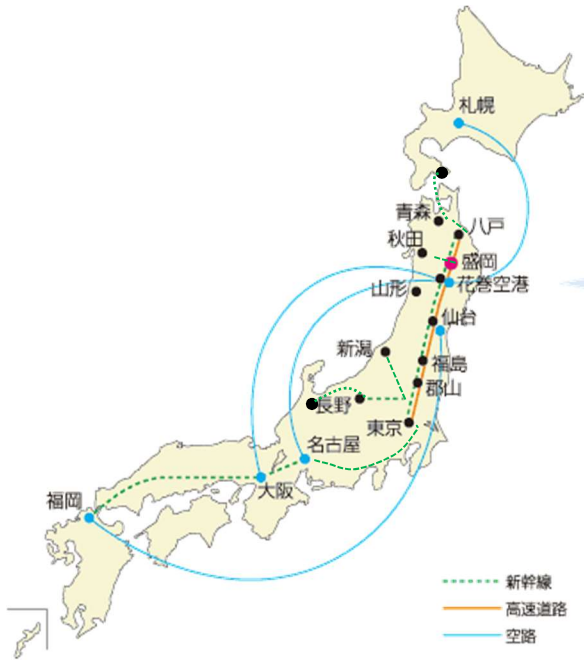 札幌
青森
八戸
秋田
盛岡
花巻空港
山形
仙台
新潟
福島
郡山
長野
東京
名古屋
大阪
福岡
新幹線
高速道路
空路